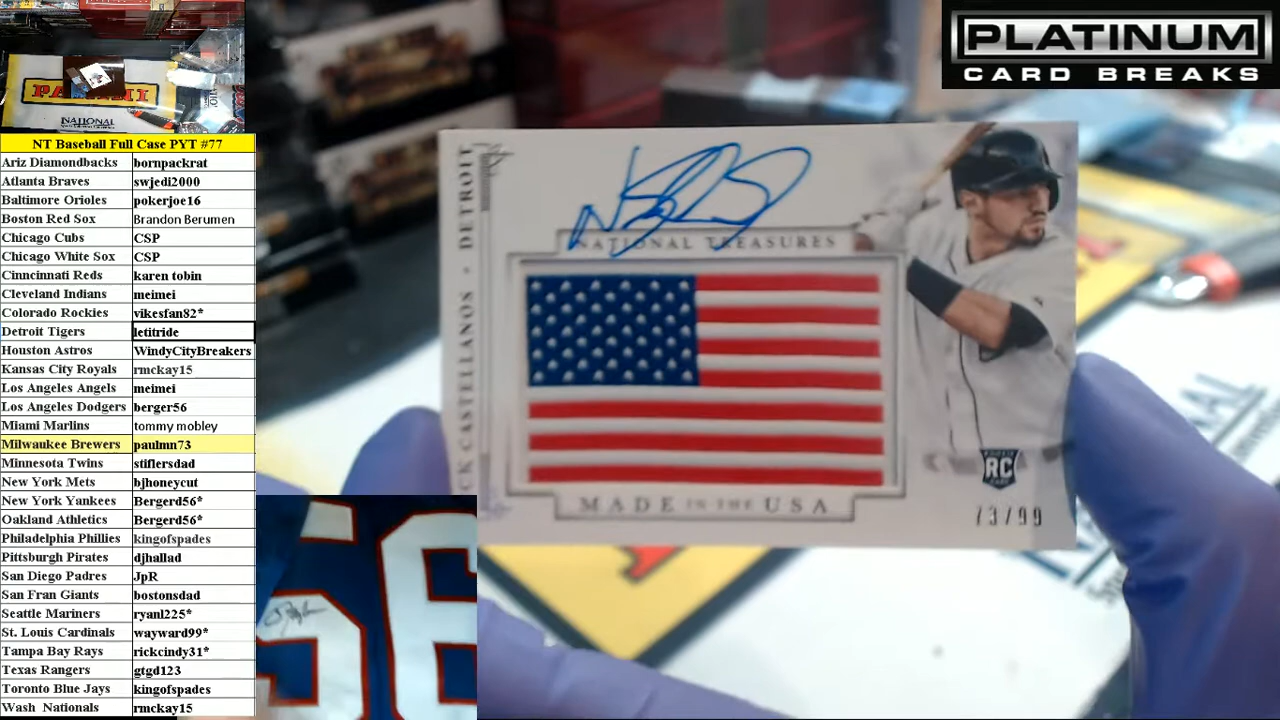 PLATINUM
CARD BREAKS
PANINI
NATIONAL
NT Baseball Full Case PYT #77
Ariz Diamondbacks bornpackrat
Atlanta Braves swjedi2000
Baltimore Orioles pokerjoe16
Boston Red Sox Brandon Berumen
Chicago Cubs CSP
Chicago White Sox CSP
Cinncinnati Reds karen tobin
Cleveland Indians meimei
Colorado Rockies vikesfan82*
Detroit Tigers letitride
Houston Astros WindyCityBreakers
Kansas City Royals rmckay15
Los Angeles Angels meimei
Los Angeles Dodgers berger56
Miami Marlins tommy mobley
Milwaukee Brewers paulmn73
Minnesota Twins stiflersdad
New York Mets bjhoneycut
New York Yankees Bergerd56*
Oakland Athletics Bergerd56*
Philadelphia Phillies kingofspades
Pittsburgh Pirates djhallad
San Diego Padres JpR
San Fran Giants bostonsdad
Seattle Mariners ryanl225*
St. Louis Cardinals wayward99*
Tampa Bay Rays rickcindy31*
Texas Rangers gtgd123
Toronto Blue Jays kingofspades
Wash Nationals rmckay15
CK CASTELLANOS • DETROIT
NATIONAL TREASURES
MADE IN THE USA
RC
73/99
56